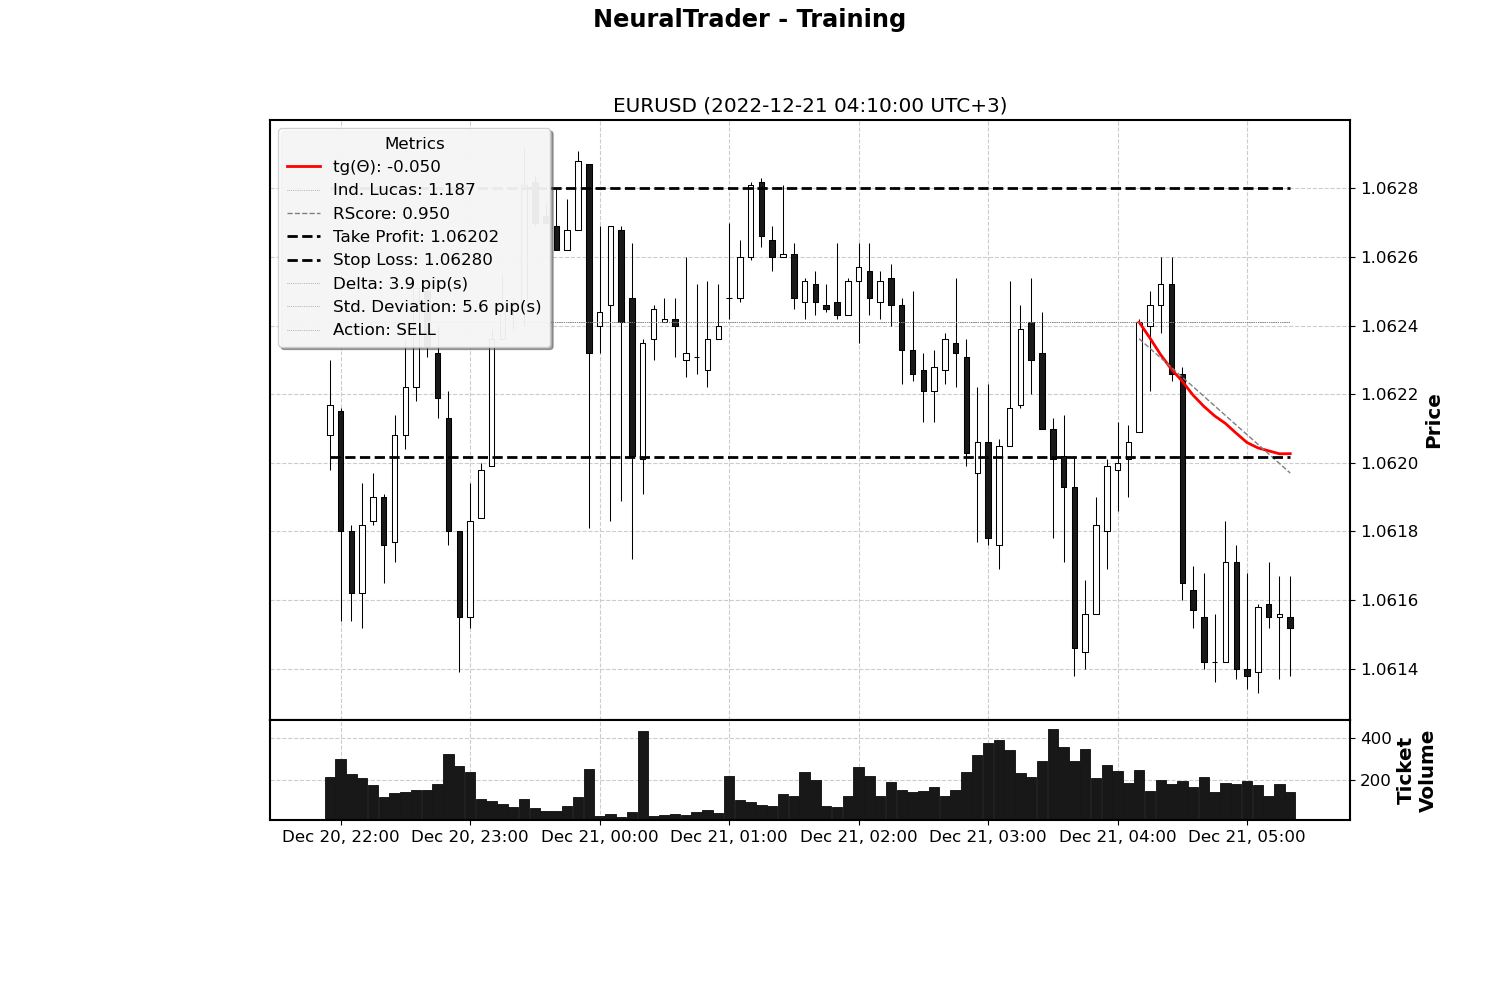 NeuralTrader - Training
EURUSD (2022-12-21 04:10:00 UTC+3)
Metrics
tg(Θ): -0.050
Ind. Lucas: 1.187
RScore: 0.950
Take Profit: 1.06202
Stop Loss: 1.06280
Delta: 3.9 pip(s)
Std. Deviation: 5.6 pip(s)
Action: SELL
1.0628
1.0626
1.0624
1.0622
1.0620
1.0618
1.0616
1.0614
Price
400
200
Ticket
Volume
Dec 20, 22:00
Dec 20, 23:00
Dec 21, 00:00
Dec 21, 01:00
Dec 21, 02:00
Dec 21, 03:00
Dec 21, 04:00
Dec 21, 05:00